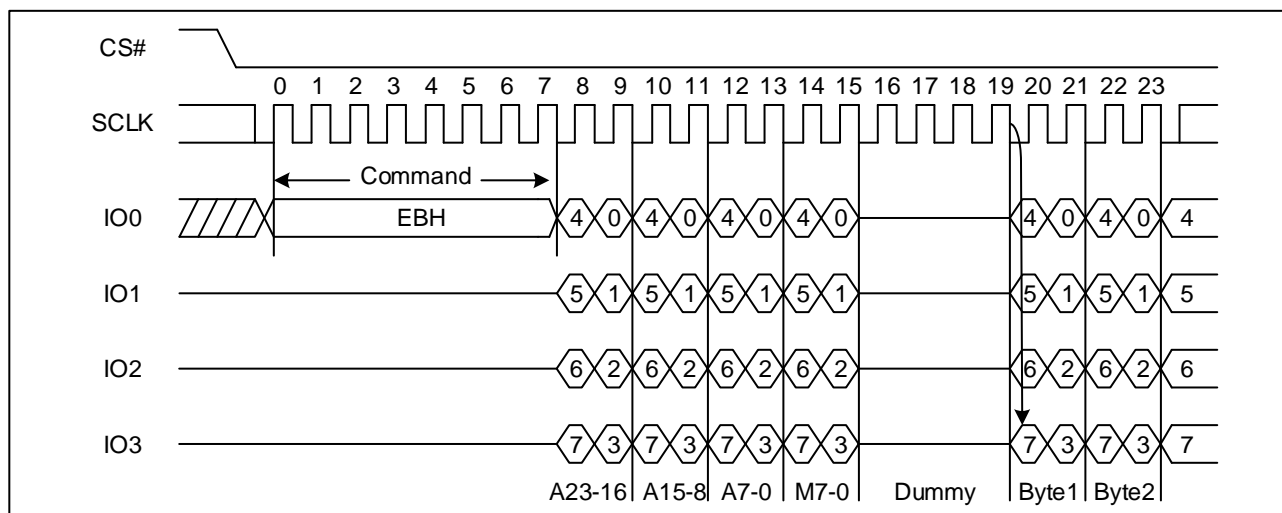 CS#
0 1 2 3 4 5 6 7 8 9 10 11 12 13 14 15 16 17 18 19 20 21 22 23
SCLK
Command
IO0 EBH 4 0 4 0 4 0 4 0 4 0 4 0 4
IO1 5 1 5 1 5 1 5 1 5 1 5 1 5
IO2 6 2 6 2 6 2 6 2 6 2 6 2 6
IO3 7 3 7 3 7 3 7 3 7 3 7 3 7
A23-16 A15-8 A7-0 M7-0 Dummy Byte1 Byte2